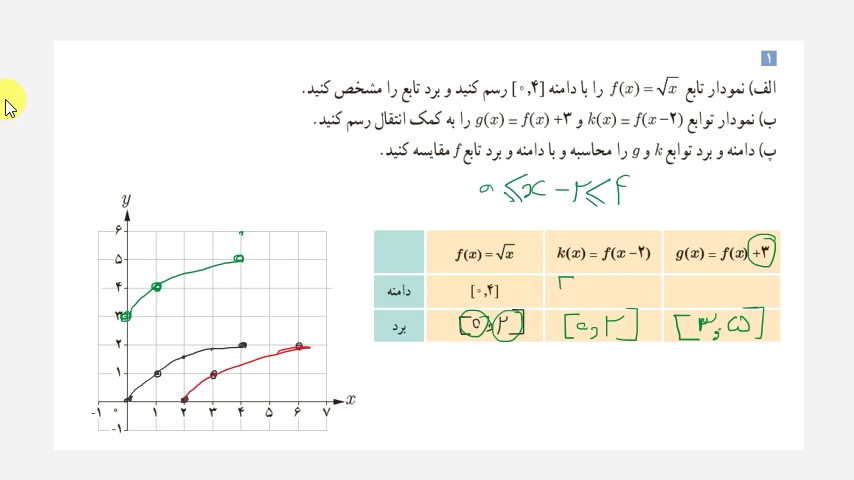 ۱
الف) نمودار تابع f(x) = √x را با دامنه [۰,۴] رسم کنید و برد تابع را مشخص کنید.
ب) نمودار توابع k(x) = f(x−۲) و g(x) = f(x)+۳ را به کمک انتقال رسم کنید.
پ) دامنه و برد توابع k و g را محاسبه و با دامنه و برد تابع f مقایسه کنید.
۰ ≤ x − ۲ ≤ ۴
f(x) = √x k(x) = f(x−۲) g(x) = f(x)+۳
دامنه [۰,۴] [
برد [۰ و ۲] [۰ و ۲] [۳ و ۵]
y
۶
۵
۴
۳
۲
۱
−۱ ۰ ۱ ۲ ۳ ۴ ۵ ۶ ۷ x
−۱